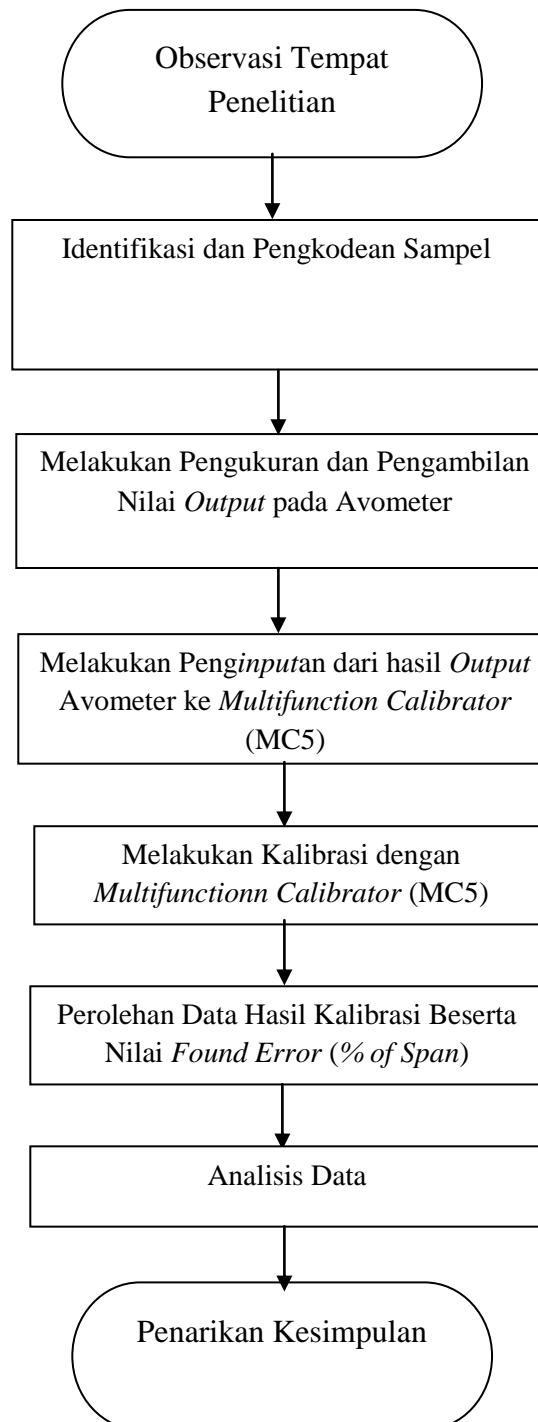 Observasi Tempat
Penelitian
Identifikasi dan Pengkodean Sampel
Melakukan Pengukuran dan Pengambilan
Nilai Output pada Avometer
Melakukan Penginputan dari hasil Output
Avometer ke Multifunction Calibrator
(MC5)
Melakukan Kalibrasi dengan
Multifunctionn Calibrator (MC5)
Perolehan Data Hasil Kalibrasi Beserta
Nilai Found Error (% of Span)
Analisis Data
Penarikan Kesimpulan